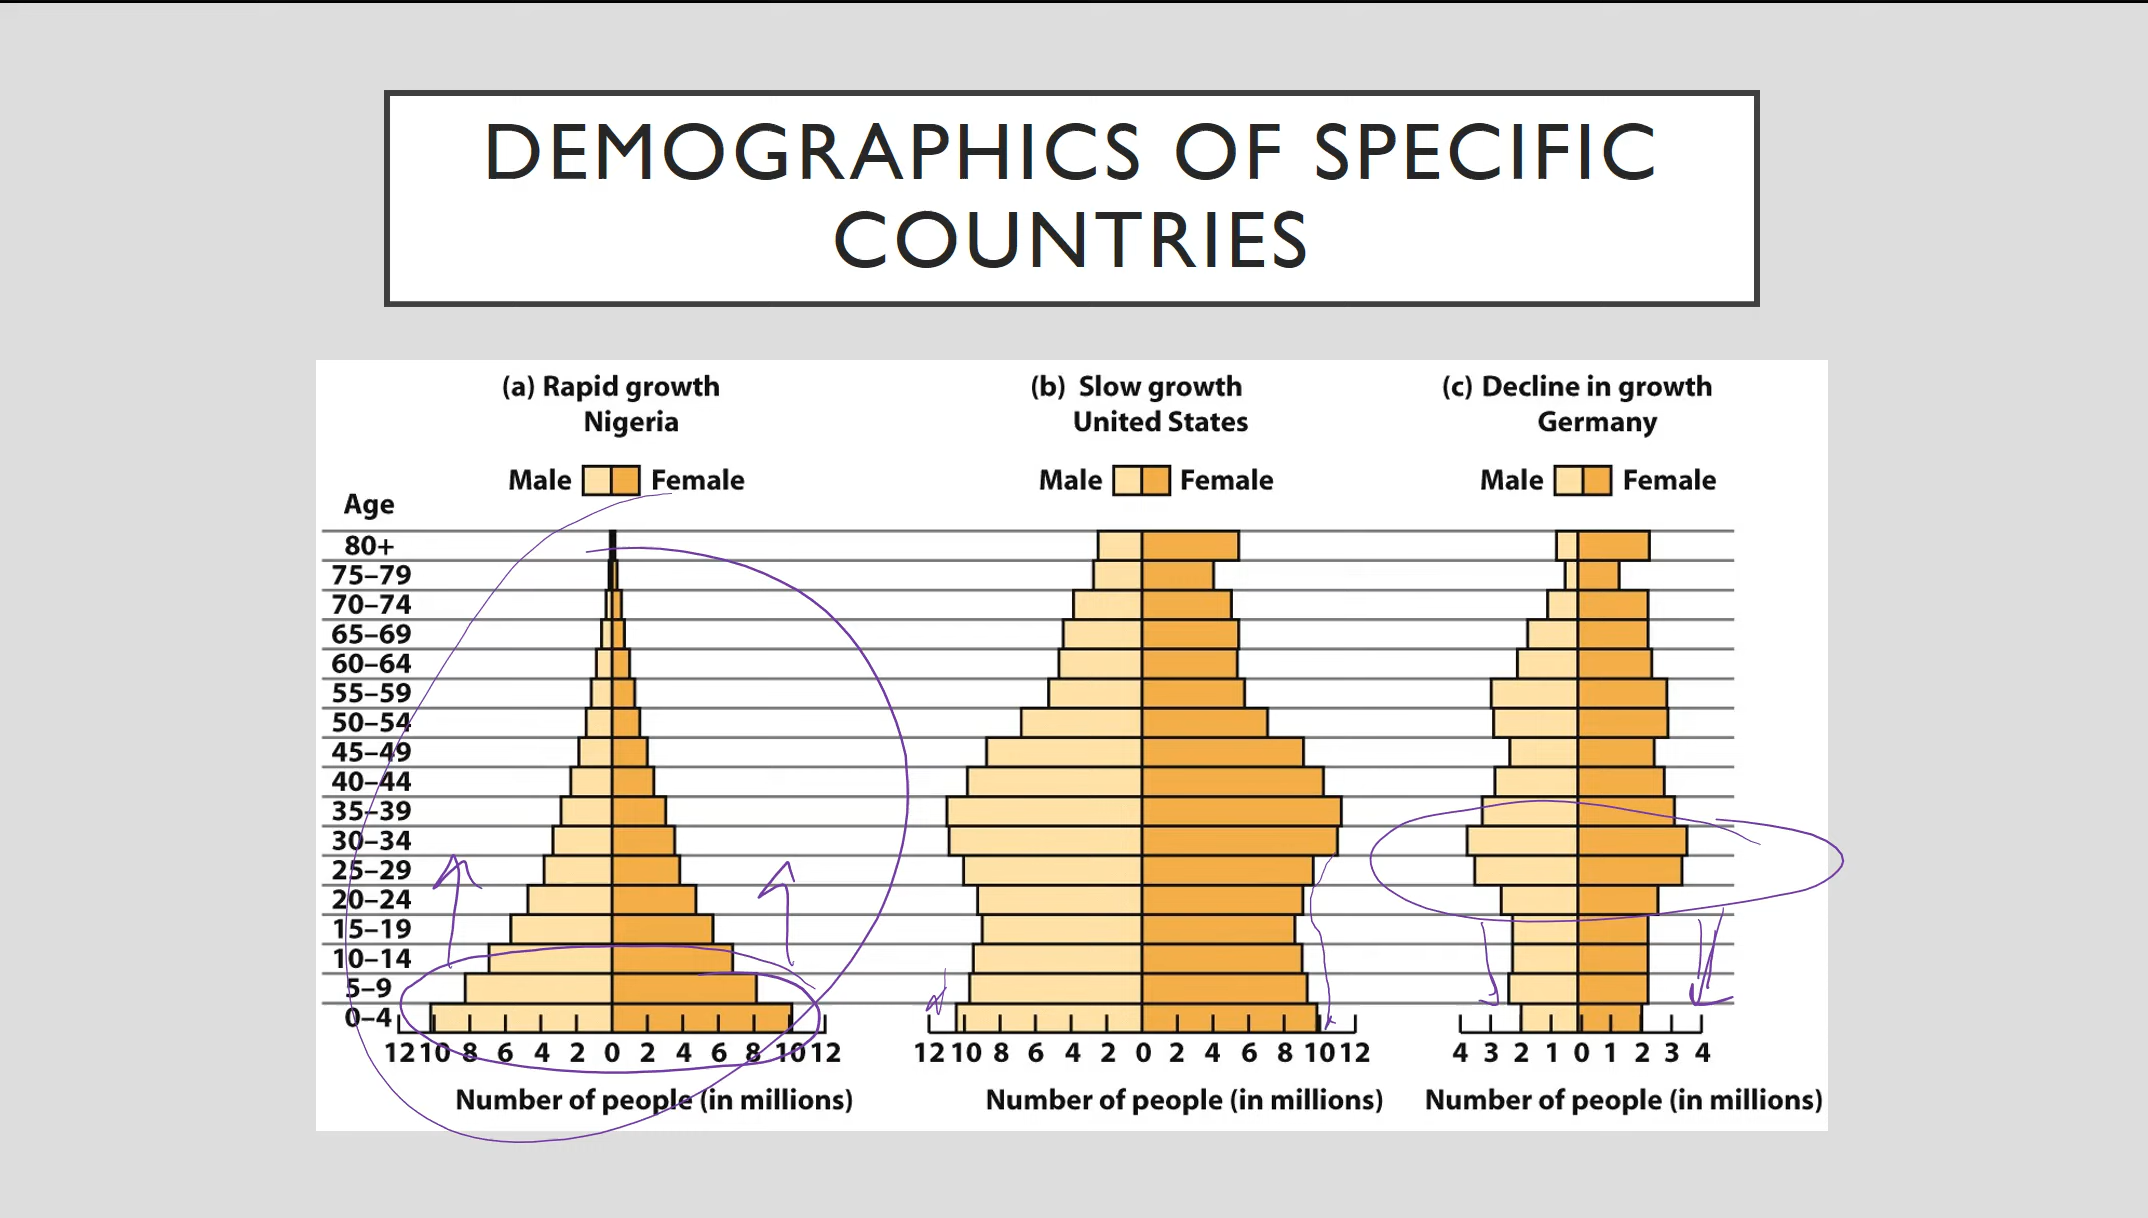 DEMOGRAPHICS OF SPECIFIC
COUNTRIES
(a) Rapid growth
Nigeria
Male Female
(b) Slow growth
United States
Male Female
(c) Decline in growth
Germany
Male Female
Age
80+
75–79
70–74
65–69
60–64
55–59
50–54
45–49
40–44
35–39
30–34
25–29
20–24
15–19
10–14
5–9
0–4
12 10 8 6 4 2 0 2 4 6 8 10 12
Number of people (in millions)
12 10 8 6 4 2 0 2 4 6 8 10 12
Number of people (in millions)
4 3 2 1 0 1 2 3 4
Number of people (in millions)